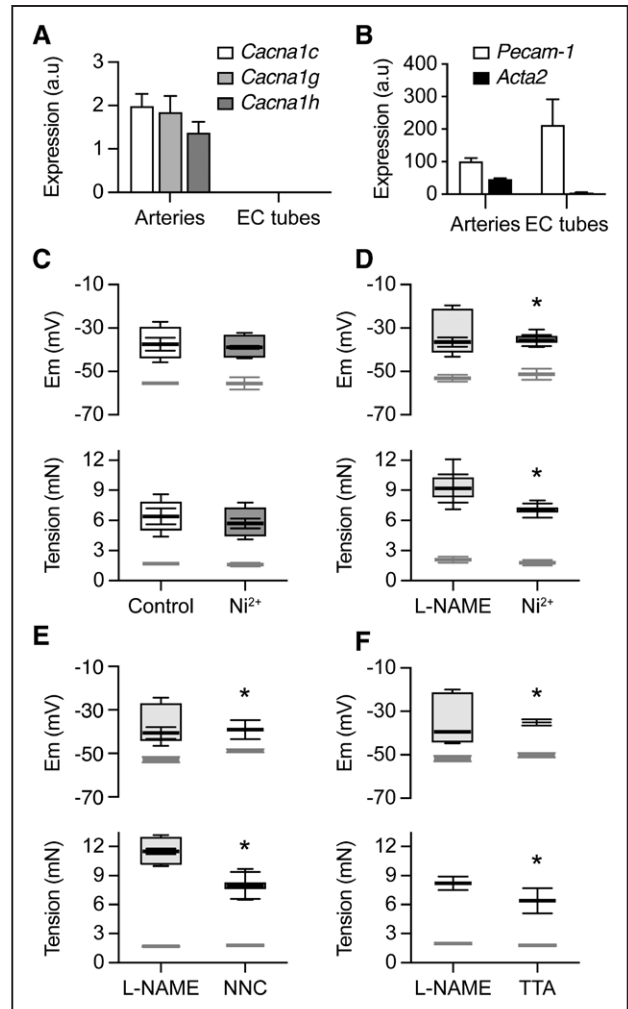 A
B
Cacna1c
Cacna1g
Cacna1h
Pecam-1
Acta2
Expression (a.u)
3
2
1
0
Arteries
EC tubes
Expression (a.u)
400
300
200
100
0
Arteries
EC tubes
C
D
Em (mV)
-10
-30
-50
-70
Em (mV)
-10
-30
-50
-70
*
Tension (mN)
12
9
6
3
0
Control
Ni²⁺
Tension (mN)
12
9
6
3
0
*
L-NAME
Ni²⁺
E
F
Em (mV)
-10
-30
-50
-70
*
Em (mV)
-10
-30
-50
-70
*
Tension (mN)
12
9
6
3
0
*
L-NAME
NNC
Tension (mN)
12
9
6
3
0
*
L-NAME
TTA